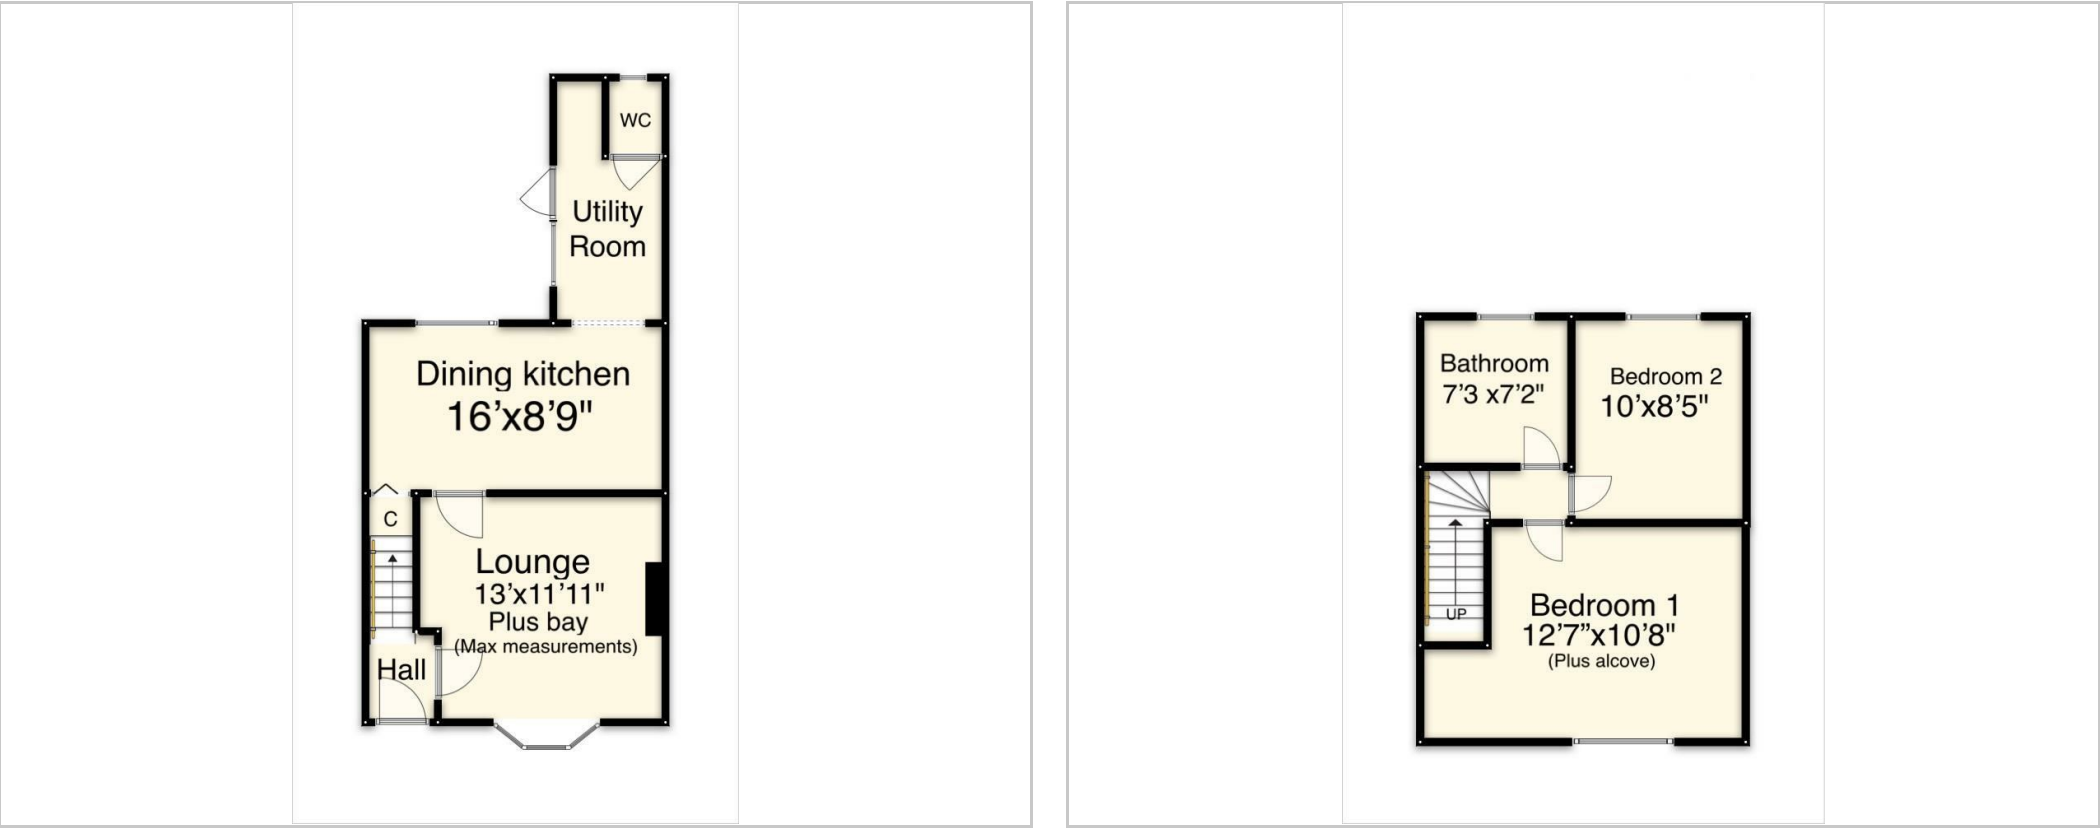 WC
Utility
Room
Dining kitchen
16’x8’9"
C
Lounge
13’x11’11"
Plus bay
(Max measurements)
Hall
Bathroom
7’3 x7’2"
Bedroom 2
10’x8’5"
UP
Bedroom 1
12’7”x10’8"
(Plus alcove)